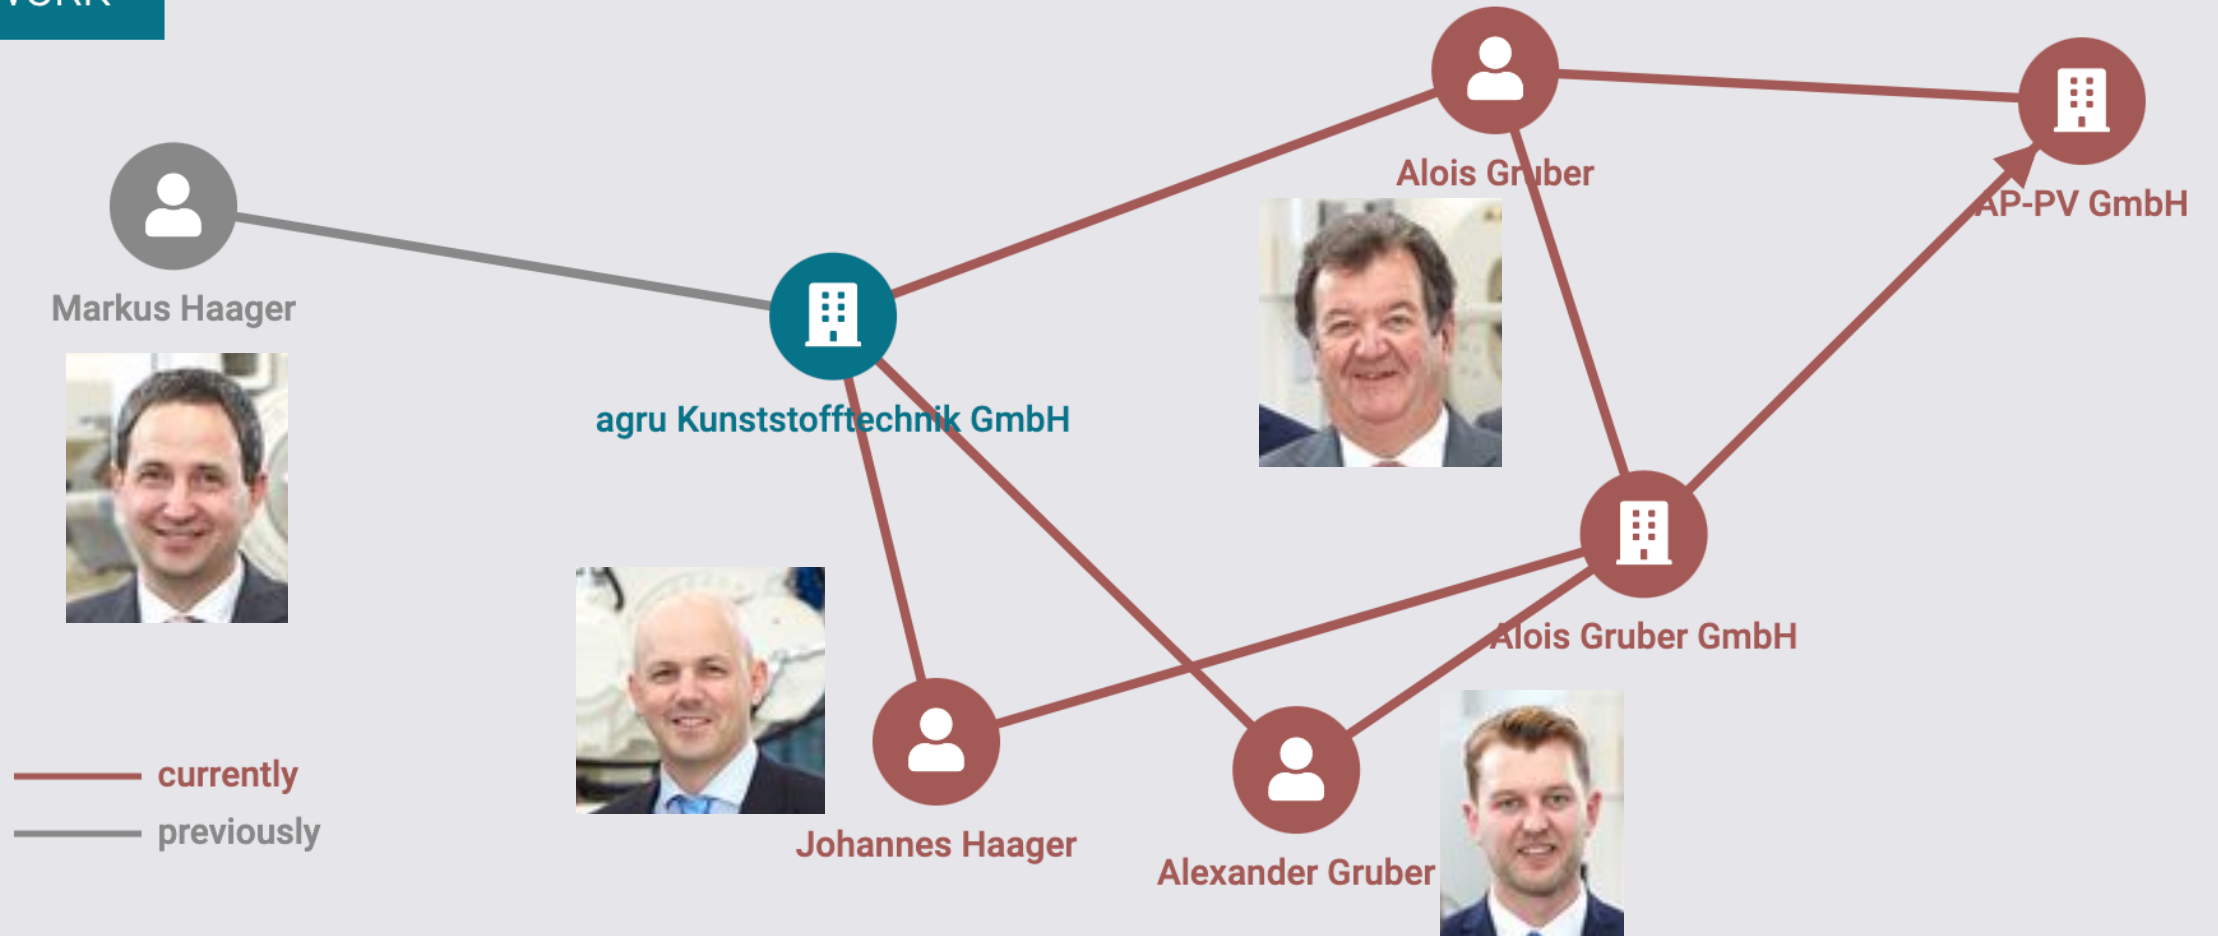 Alois Gruber
AP-PV GmbH
Markus Haager
agru Kunststofftechnik GmbH
Alois Gruber GmbH
currently
previously
Johannes Haager
Alexander Gruber